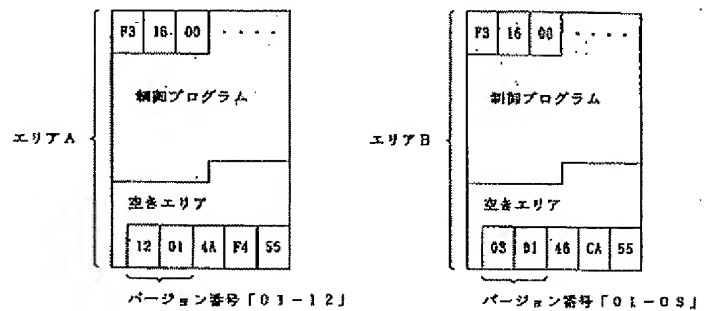 F3 16 00 ････
制御プログラム
エリアA
空きエリア
12 01 4A F4 55
バージョン番号「01-12」
F3 16 00 ････
制御プログラム
エリアB
空きエリア
03 01 46 CA 55
バージョン番号「01-03」